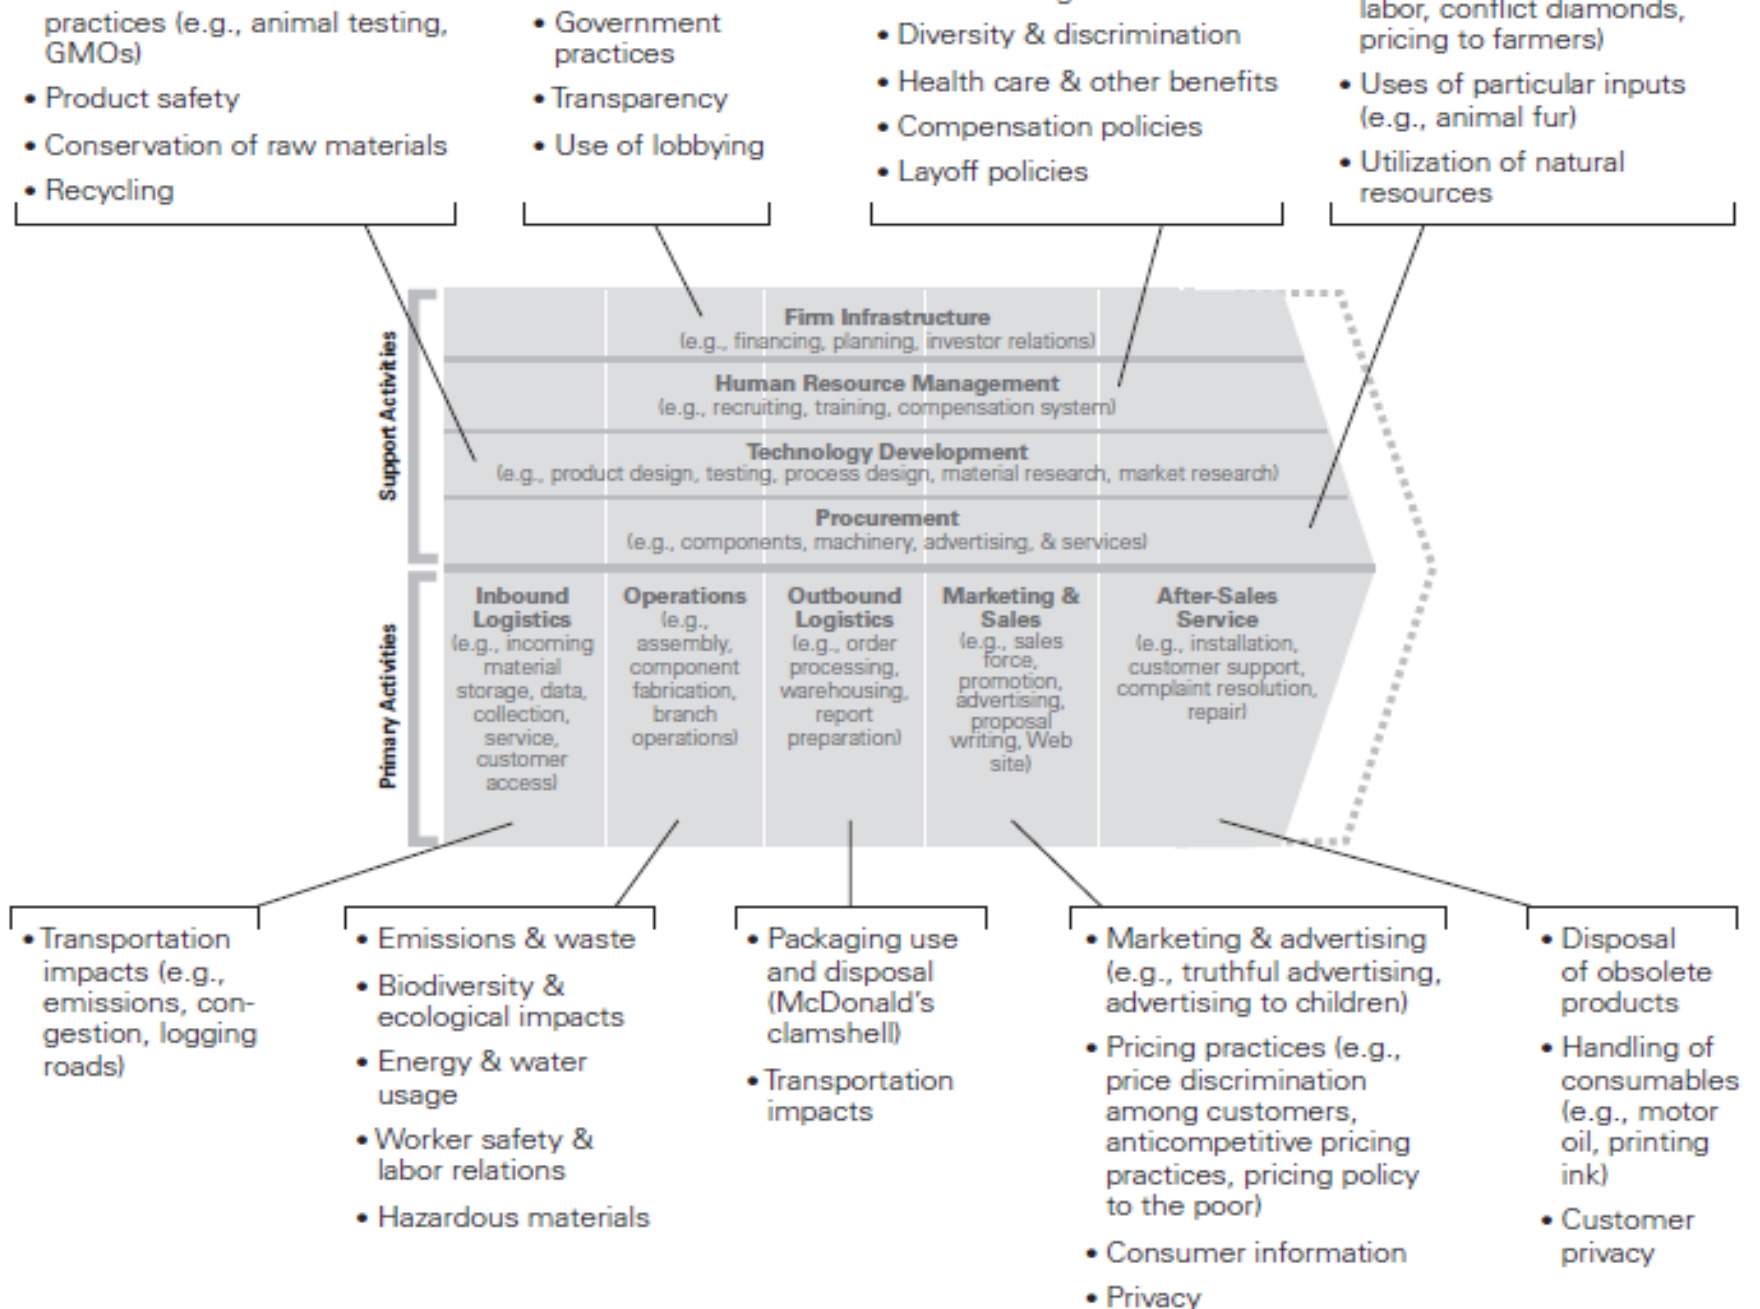 practices (e.g., animal testing,
GMOs)
• Product safety
• Conservation of raw materials
• Recycling
• Government
practices
• Transparency
• Use of lobbying
• Diversity & discrimination
• Health care & other benefits
• Compensation policies
• Layoff policies
labor, conflict diamonds,
pricing to farmers)
• Uses of particular inputs
(e.g., animal fur)
• Utilization of natural
resources
Support Activities
Firm Infrastructure
(e.g., financing, planning, investor relations)
Human Resource Management
(e.g., recruiting, training, compensation system)
Technology Development
(e.g., product design, testing, process design, material research, market research)
Procurement
(e.g., components, machinery, advertising, & services)
Primary Activities
Inbound
Logistics
(e.g., incoming
material
storage, data,
collection,
service,
customer
access)
Operations
(e.g.,
assembly,
component
fabrication,
branch
operations)
Outbound
Logistics
(e.g., order
processing,
warehousing,
report
preparation)
Marketing &
Sales
(e.g., sales
force,
promotion,
advertising,
proposal
writing, Web
site)
After-Sales
Service
(e.g., installation,
customer support,
complaint resolution,
repair)
• Transportation
impacts (e.g.,
emissions, con-
gestion, logging
roads)
• Emissions & waste
• Biodiversity &
ecological impacts
• Energy & water
usage
• Worker safety &
labor relations
• Hazardous materials
• Packaging use
and disposal
(McDonald's
clamshell)
• Transportation
impacts
• Marketing & advertising
(e.g., truthful advertising,
advertising to children)
• Pricing practices (e.g.,
price discrimination
among customers,
anticompetitive pricing
practices, pricing policy
to the poor)
• Consumer information
• Privacy
• Disposal
of obsolete
products
• Handling of
consumables
(e.g., motor
oil, printing
ink)
• Customer
privacy